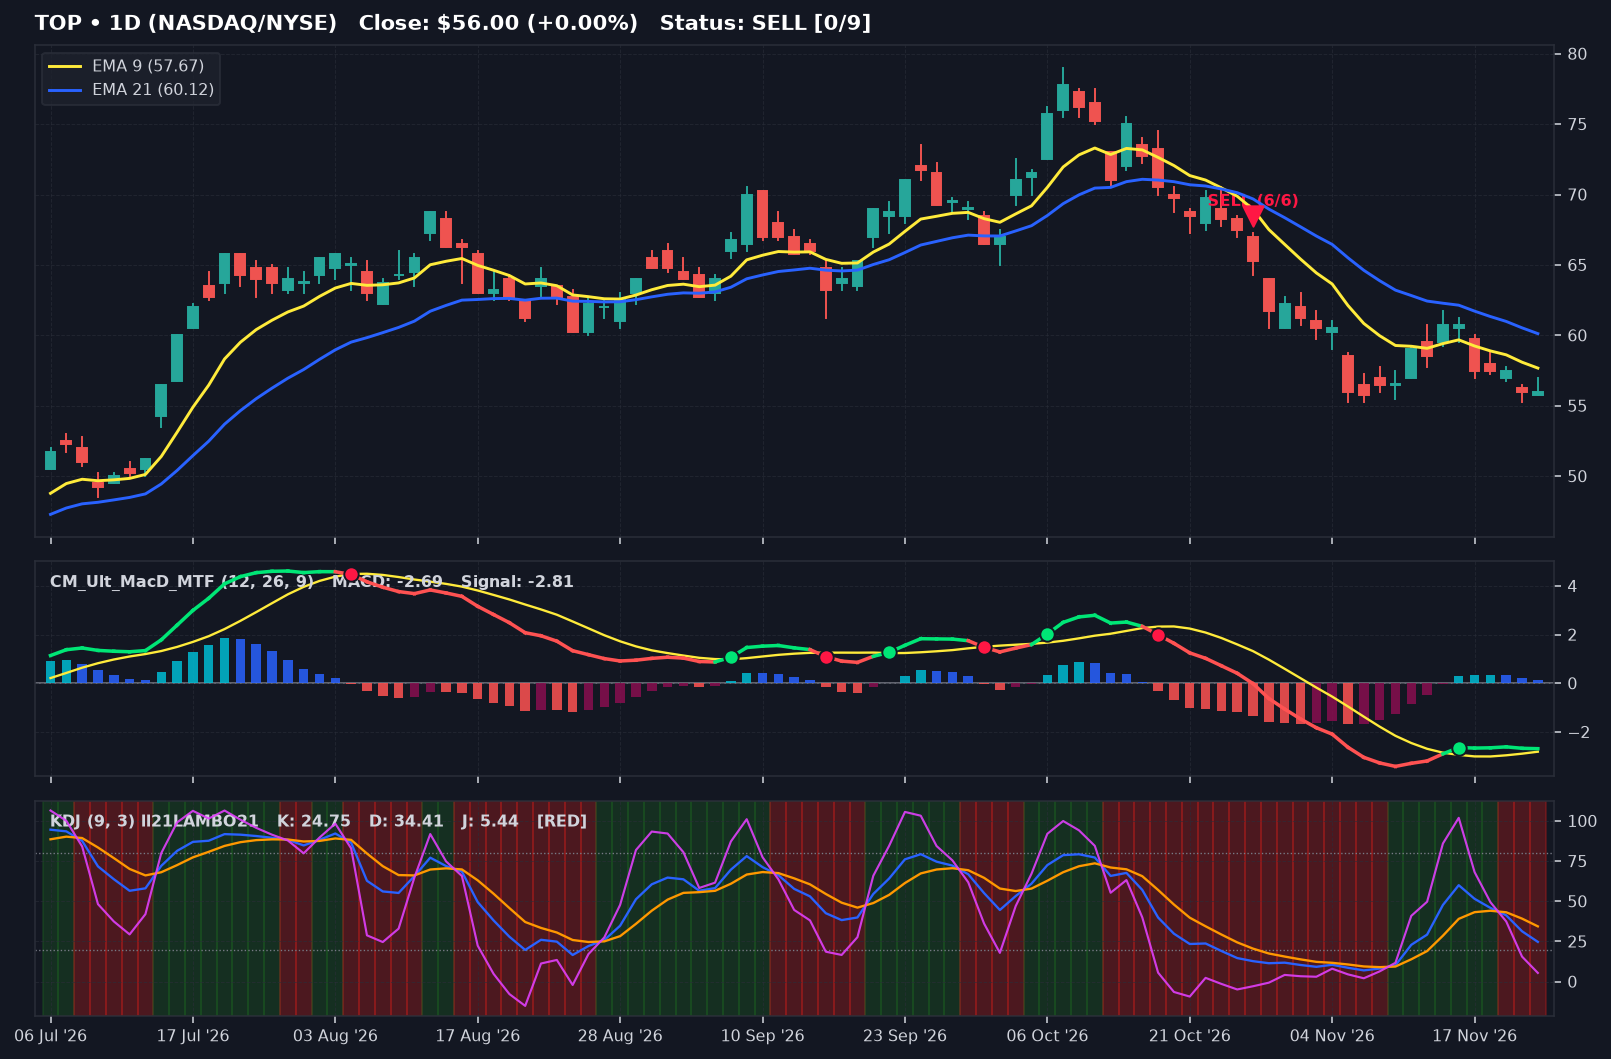 TOP • 1D (NASDAQ/NYSE)   Close: $56.00 (+0.00%)   Status: SELL [0/9]
EMA 9 (57.67)
EMA 21 (60.12)
80
75
70
65
60
55
50
SELL (6/6)
CM_Ult_MacD_MTF (12, 26, 9)   MACD: -2.69   Signal: -2.81
4
2
0
−2
KDJ (9, 3) II21LAMBO21   K: 24.75   D: 34.41   J: 5.44   [RED]
100
75
50
25
0
06 Jul '26
17 Jul '26
03 Aug '26
17 Aug '26
28 Aug '26
10 Sep '26
23 Sep '26
06 Oct '26
21 Oct '26
04 Nov '26
17 Nov '26